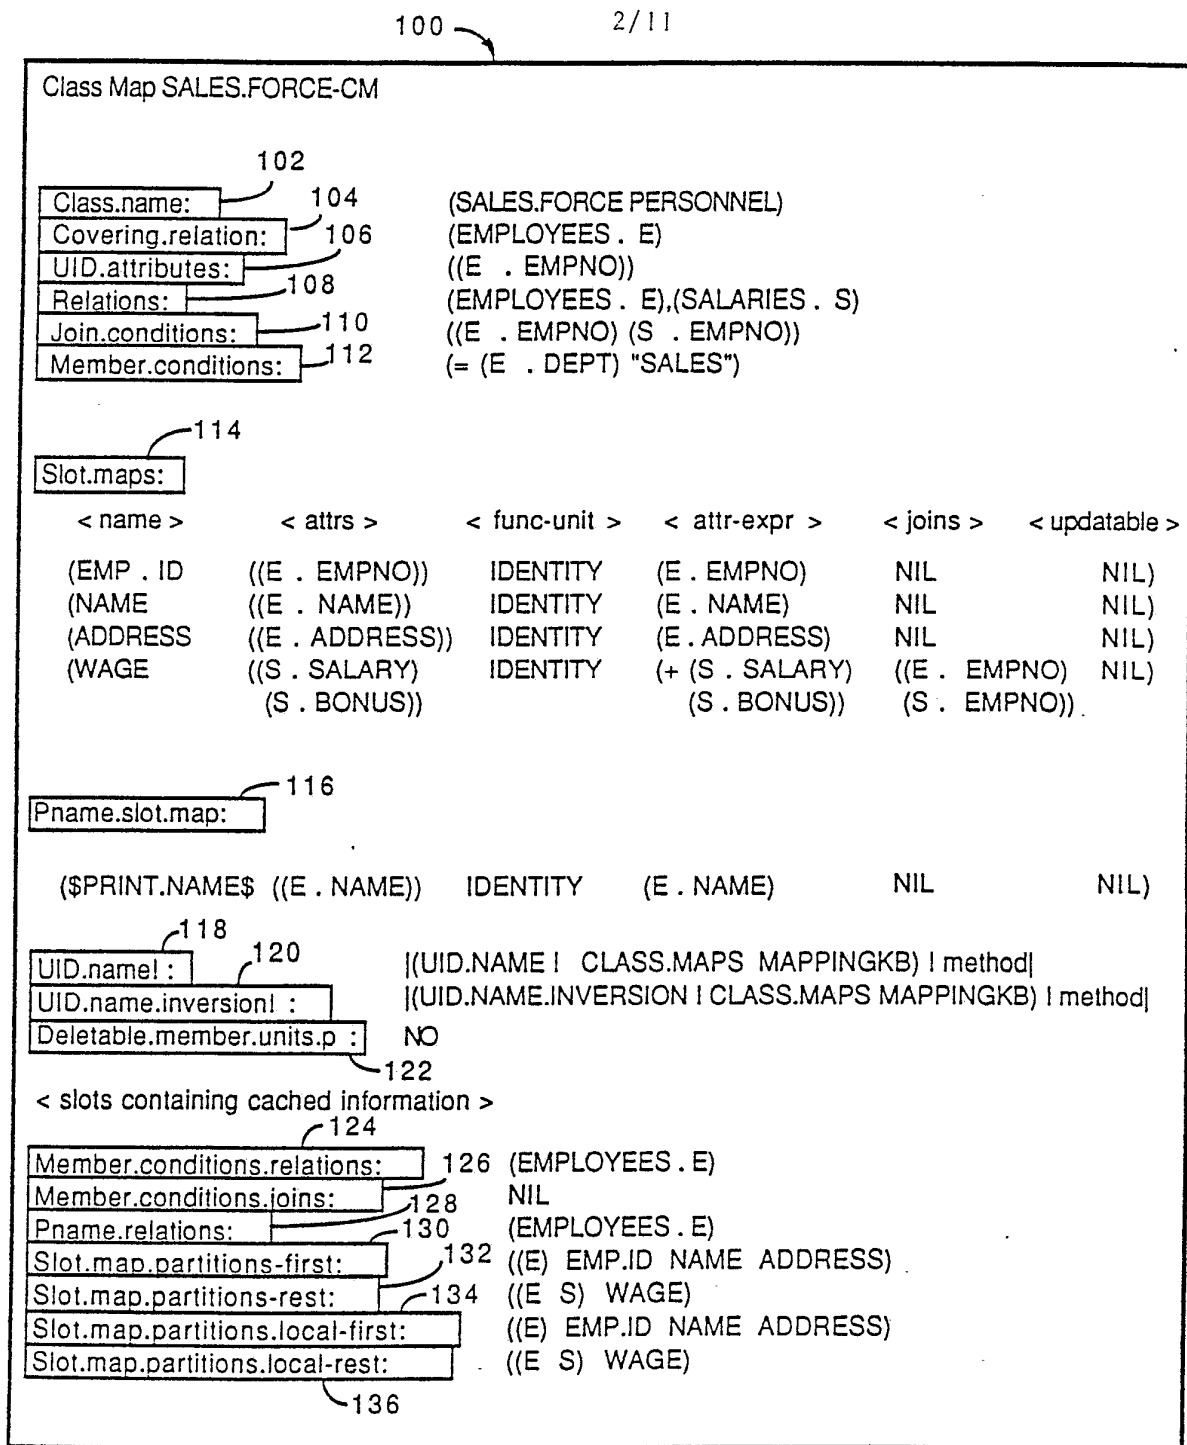 100 2/11
Class Map SALES.FORCE-CM
102
Class.name: 104 (SALES.FORCE PERSONNEL)
Covering.relation: 106 (EMPLOYEES . E)
UID.attributes: ((E . EMPNO))
Relations: 108 (EMPLOYEES . E),(SALARIES . S)
Join.conditions: 110 ((E . EMPNO) (S . EMPNO))
Member.conditions: 112 (= (E . DEPT) "SALES")
114
Slot.maps:
< name > < attrs > < func-unit > < attr-expr > < joins > < updatable >
(EMP . ID ((E . EMPNO)) IDENTITY (E . EMPNO) NIL NIL)
(NAME ((E . NAME)) IDENTITY (E . NAME) NIL NIL)
(ADDRESS ((E . ADDRESS)) IDENTITY (E . ADDRESS) NIL NIL)
(WAGE ((S . SALARY) IDENTITY (+ (S . SALARY) ((E . EMPNO) NIL)
(S . BONUS)) (S . BONUS)) (S . EMPNO))
116
Pname.slot.map:
($PRINT.NAME$ ((E . NAME)) IDENTITY (E . NAME) NIL NIL)
118
UID.name! : 120 |(UID.NAME | CLASS.MAPS MAPPINGKB) | method|
UID.name.inversion! : |(UID.NAME.INVERSION | CLASS.MAPS MAPPINGKB) | method|
Deletable.member.units.p : NO
122
< slots containing cached information >
124
Member.conditions.relations: 126 (EMPLOYEES . E)
Member.conditions.joins: NIL
Pname.relations: 128 (EMPLOYEES . E)
Slot.map.partitions-first: 130 ((E) EMP.ID NAME ADDRESS)
Slot.map.partitions-rest: 132 ((E S) WAGE)
Slot.map.partitions.local-first: 134 ((E) EMP.ID NAME ADDRESS)
Slot.map.partitions.local-rest: ((E S) WAGE)
136